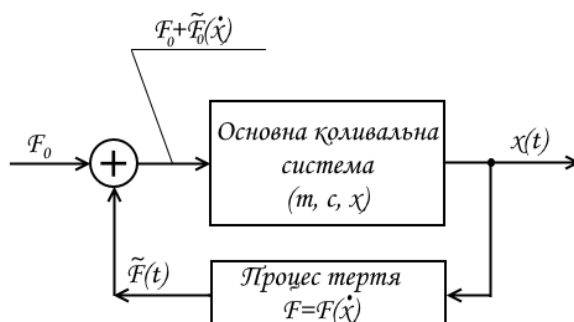 F₀+F̃₀(ẋ)
F₀
Основна коливальна
система
(m, c, x)
x(t)
F̃(t)
Процес тертя
F=F(ẋ)